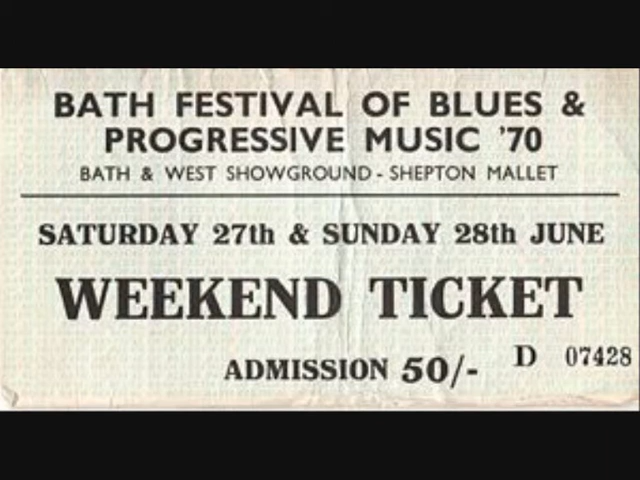 BATH FESTIVAL OF BLUES &
PROGRESSIVE MUSIC '70
BATH & WEST SHOWGROUND - SHEPTON MALLET
SATURDAY 27th & SUNDAY 28th JUNE
WEEKEND TICKET
ADMISSION 50/- D 07428